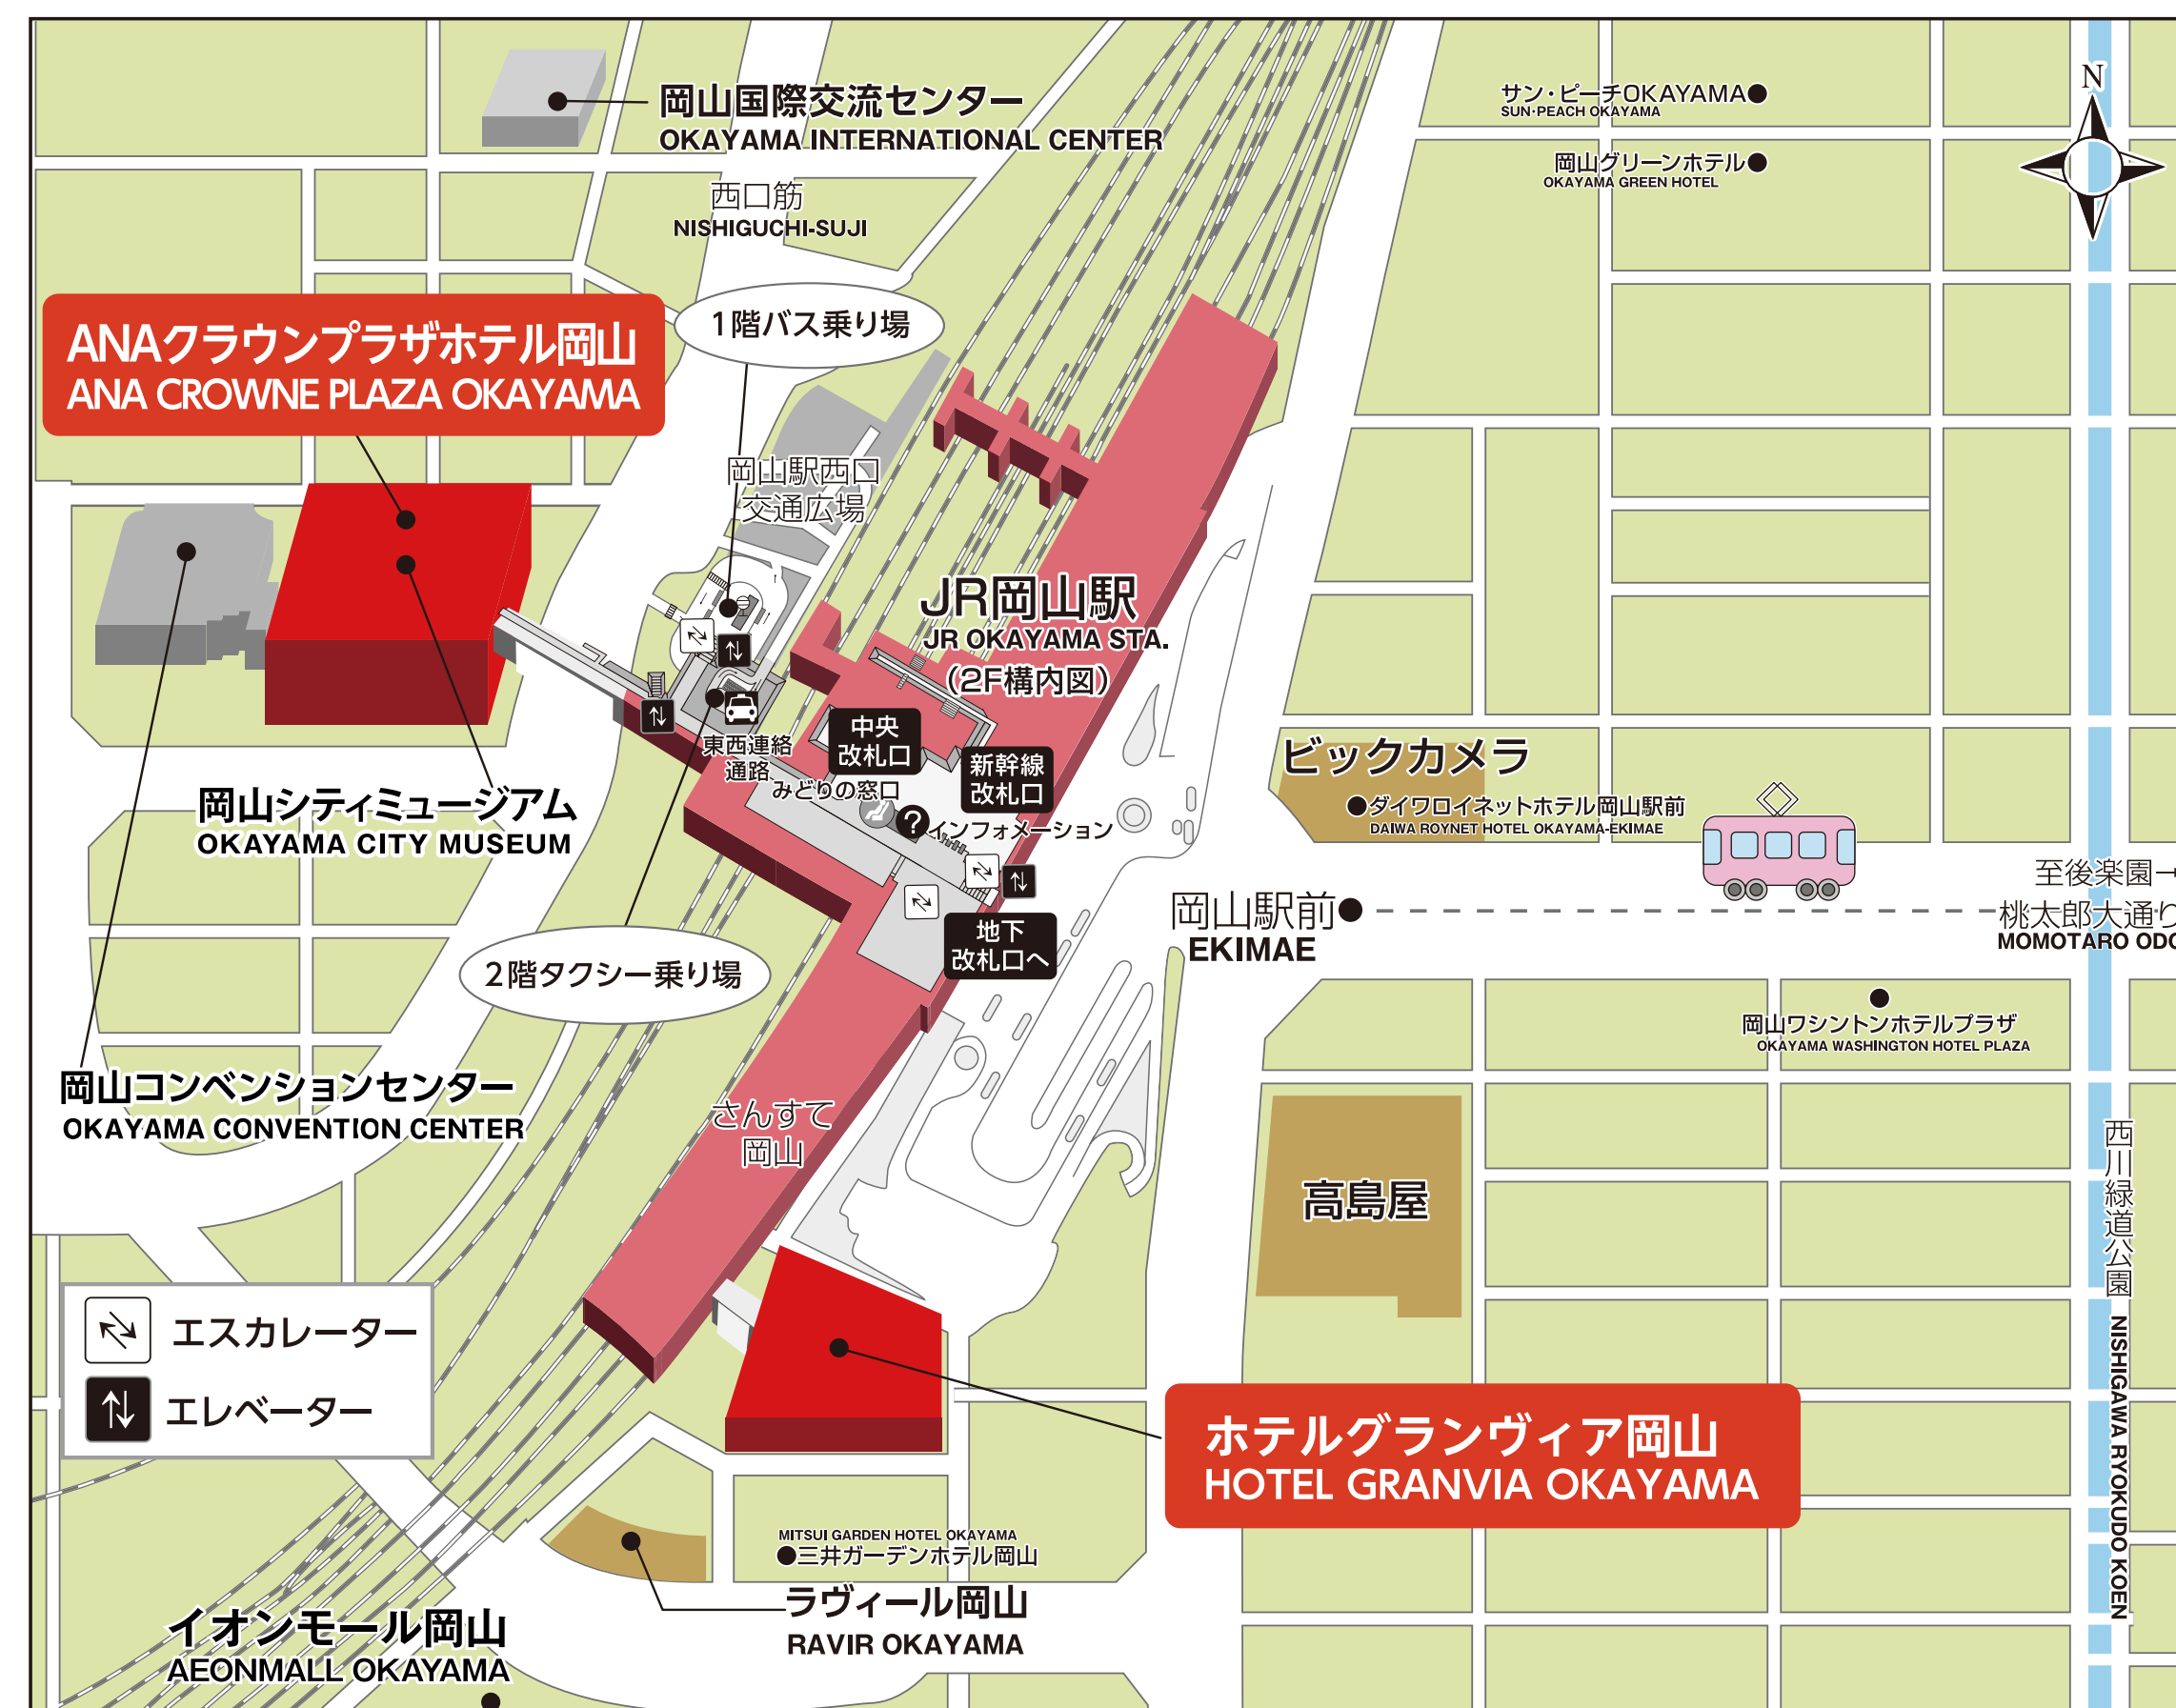 岡山国際交流センター
OKAYAMA INTERNATIONAL CENTER
サン・ピーチOKAYAMA
SUN・PEACH OKAYAMA
N
岡山グリーンホテル
OKAYAMA GREEN HOTEL
西口筋
NISHIGUCHI-SUJI
1階バス乗り場
ANAクラウンプラザホテル岡山
ANA CROWNE PLAZA OKAYAMA
岡山駅西口
交通広場
JR岡山駅
JR OKAYAMA STA.
(2F構内図)
中央
改札口
新幹線
改札口
東西連絡
通路
みどりの窓口
?
インフォメーション
地下
改札口へ
ビックカメラ
ダイワロイネットホテル岡山駅前
DAIWA ROYNET HOTEL OKAYAMA-EKIMAE
岡山シティミュージアム
OKAYAMA CITY MUSEUM
至後楽園→
桃太郎大通り
MOMOTARO ODO
岡山駅前
EKIMAE
2階タクシー乗り場
岡山ワシントンホテルプラザ
OKAYAMA WASHINGTON HOTEL PLAZA
岡山コンベンションセンター
OKAYAMA CONVENTION CENTER
さんすて
岡山
高島屋
西川緑道公園
NISHIGAWA RYOKUDO KOEN
エスカレーター
エレベーター
ホテルグランヴィア岡山
HOTEL GRANVIA OKAYAMA
MITSUI GARDEN HOTEL OKAYAMA
三井ガーデンホテル岡山
ラヴィール岡山
RAVIR OKAYAMA
イオンモール岡山
AEONMALL OKAYAMA